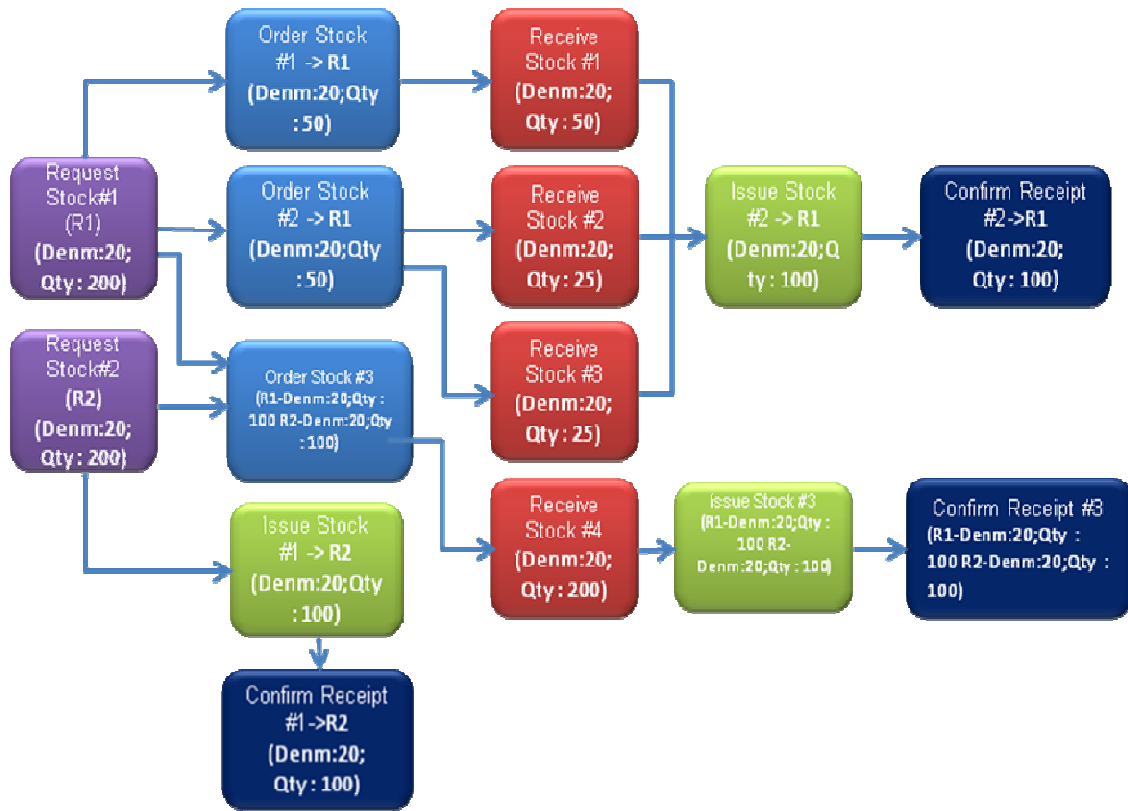 Order Stock
#1 -> R1
(Denm:20;Qty
: 50)
Receive
Stock #1
(Denm:20;
Qty : 50)
Request
Stock#1
(R1)
(Denm:20;
Qty : 200)
Order Stock
#2 -> R1
(Denm:20;Qty
: 50)
Receive
Stock #2
(Denm:20;
Qty : 25)
Issue Stock
#2 -> R1
(Denm:20;Q
ty : 100)
Confirm Receipt
#2->R1
(Denm:20;
Qty : 100)
Request
Stock#2
(R2)
(Denm:20;
Qty : 200)
Order Stock #3
(R1-Denm:20;Qty :
100 R2-Denm:20;Qty
: 100)
Receive
Stock #3
(Denm:20;
Qty : 25)
Issue Stock
#1 -> R2
(Denm:20;Qty
: 100)
Receive
Stock #4
(Denm:20;
Qty : 200)
Issue Stock #3
(R1-Denm:20;Qty :
100 R2-
Denm:20;Qty : 100)
Confirm Receipt #3
(R1-Denm:20;Qty :
100 R2-Denm:20;Qty :
100)
Confirm Receipt
#1 ->R2
(Denm:20;
Qty : 100)